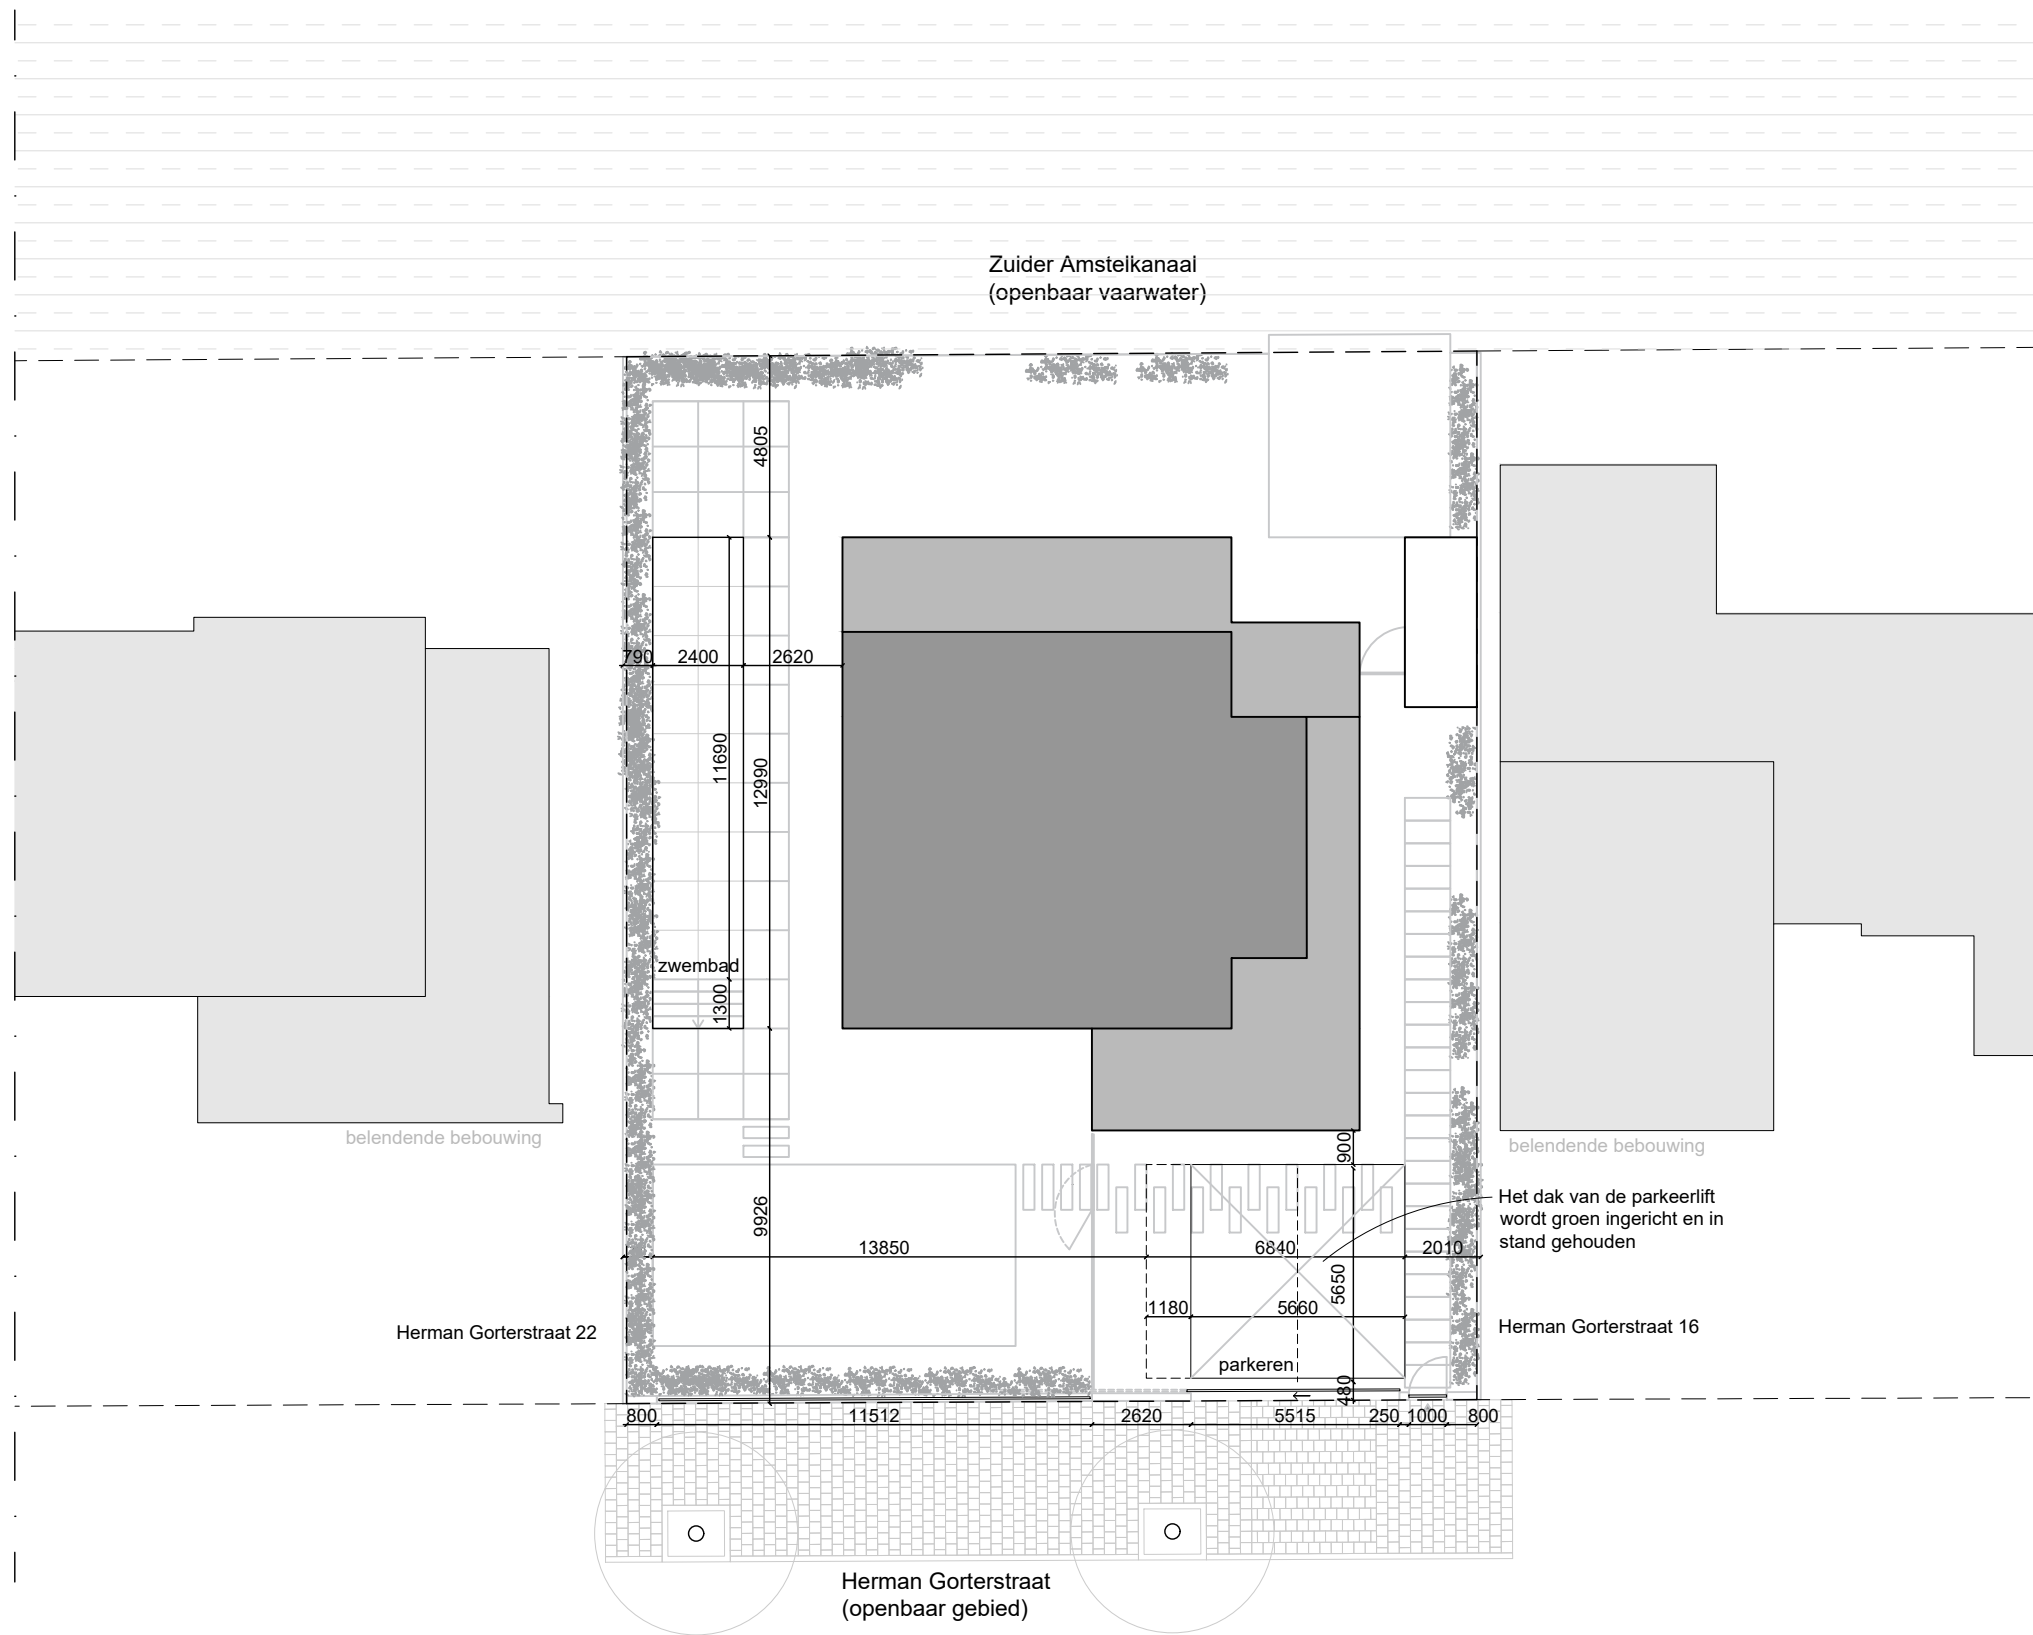 Zuider Amstelkanaal
(openbaar vaarwater)
4805
790 2400 2620
11690
12990
zwembad
1300
belendende bebouwing
belendende bebouwing
900
Het dak van de parkeerlift
wordt groen ingericht en in
stand gehouden
9926
13850 6840 2010
5650
1180 5660
Herman Gorterstraat 22
Herman Gorterstraat 16
parkeren
480
800 11512 2620 5515 250 1000 800
Herman Gorterstraat
(openbaar gebied)